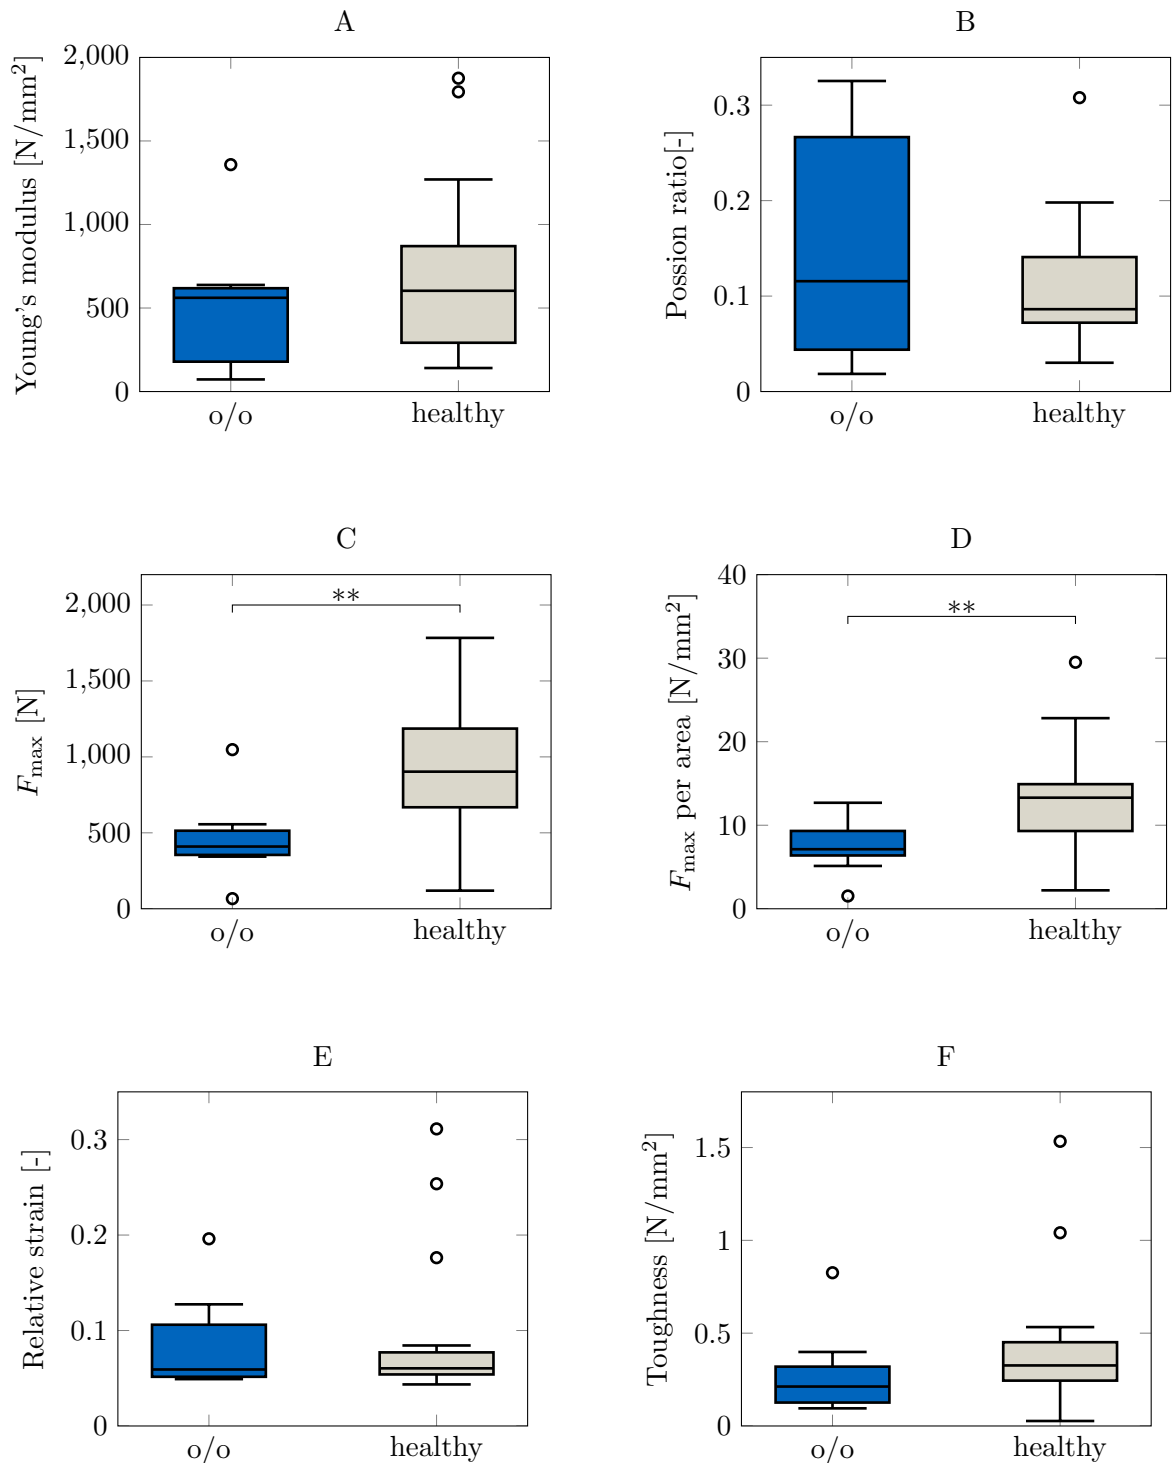 A
Young's modulus [N/mm²]
2,000
1,500
1,000
500
0
o/o
healthy
B
Possion ratio[-]
0.3
0.2
0.1
0
o/o
healthy
C
F_max [N]
2,000
1,500
1,000
500
0
**
o/o
healthy
D
F_max per area [N/mm²]
40
30
20
10
0
**
o/o
healthy
E
Relative strain [-]
0.3
0.2
0.1
0
o/o
healthy
F
Toughness [N/mm²]
1.5
1
0.5
0
o/o
healthy